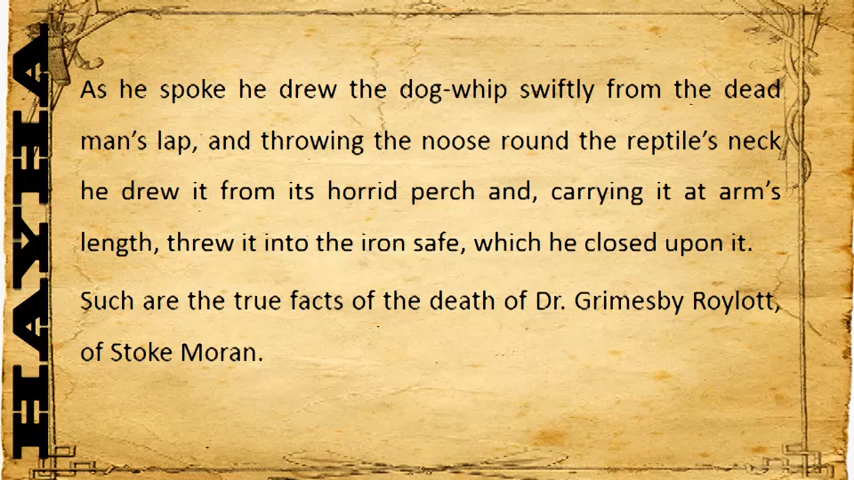 HAYHA
As he spoke he drew the dog-whip swiftly from the dead
man’s lap, and throwing the noose round the reptile’s neck
he drew it from its horrid perch and, carrying it at arm’s
length, threw it into the iron safe, which he closed upon it.
Such are the true facts of the death of Dr. Grimesby Roylott,
of Stoke Moran.